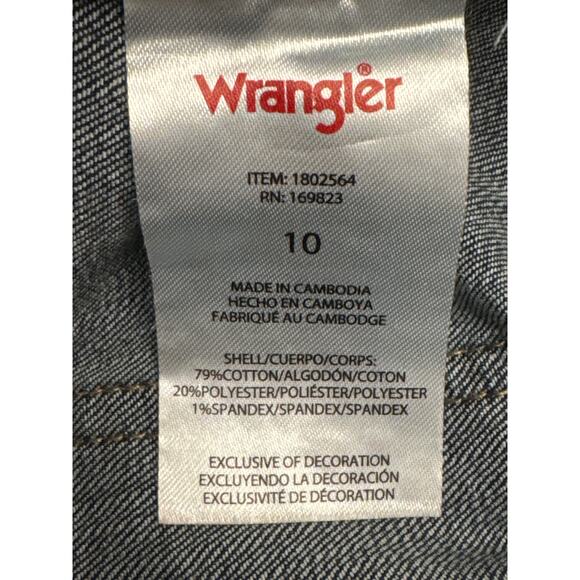 Wrangler®
ITEM: 1802564
RN: 169823
10
MADE IN CAMBODIA
HECHO EN CAMBOYA
FABRIQUÉ AU CAMBODGE
SHELL/CUERPO/CORPS:
79%COTTON/ALGODÓN/COTON
20%POLYESTER/POLIÉSTER/POLYESTER
1%SPANDEX/SPANDEX/SPANDEX
EXCLUSIVE OF DECORATION
EXCLUYENDO LA DECORACIÓN
EXCLUSIVITÉ DE DÉCORATION